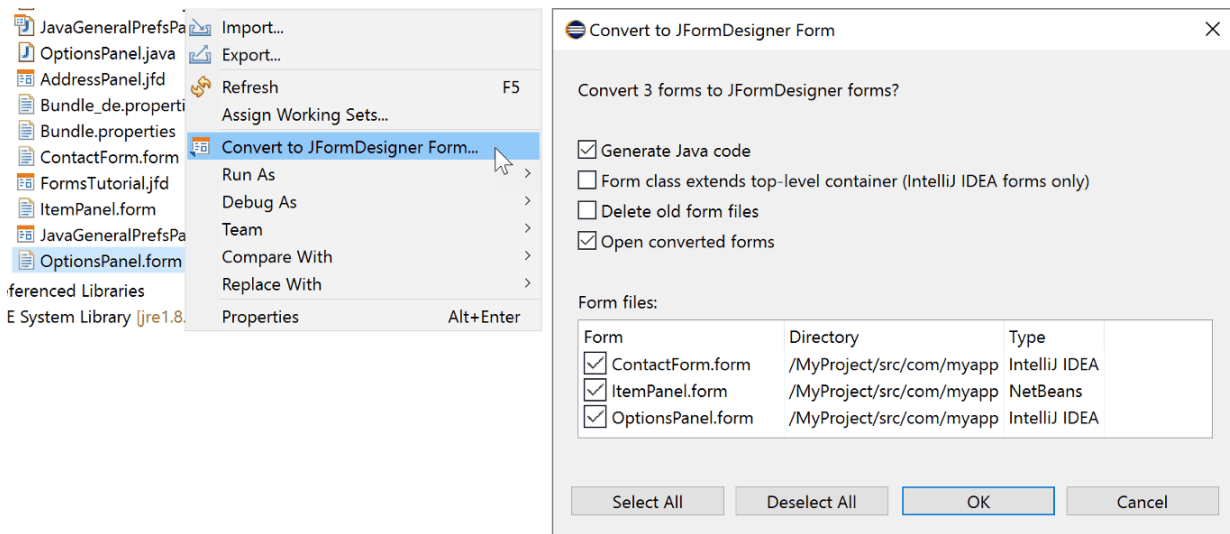 JavaGeneralPrefsPa
OptionsPanel.java
AddressPanel.jfd
Bundle_de.properti
Bundle.properties
ContactForm.form
FormsTutorial.jfd
ItemPanel.form
JavaGeneralPrefsPa
OptionsPanel.form
ferenced Libraries
E System Library [jre1.8.
Import...
Export...
Refresh F5
Assign Working Sets...
Convert to JFormDesigner Form...
Run As
Debug As
Team
Compare With
Replace With
Properties Alt+Enter
Convert to JFormDesigner Form
Convert 3 forms to JFormDesigner forms?
Generate Java code
Form class extends top-level container (IntelliJ IDEA forms only)
Delete old form files
Open converted forms
Form files:
Form Directory Type
ContactForm.form /MyProject/src/com/myapp IntelliJ IDEA
ItemPanel.form /MyProject/src/com/myapp NetBeans
OptionsPanel.form /MyProject/src/com/myapp IntelliJ IDEA
Select All Deselect All OK Cancel